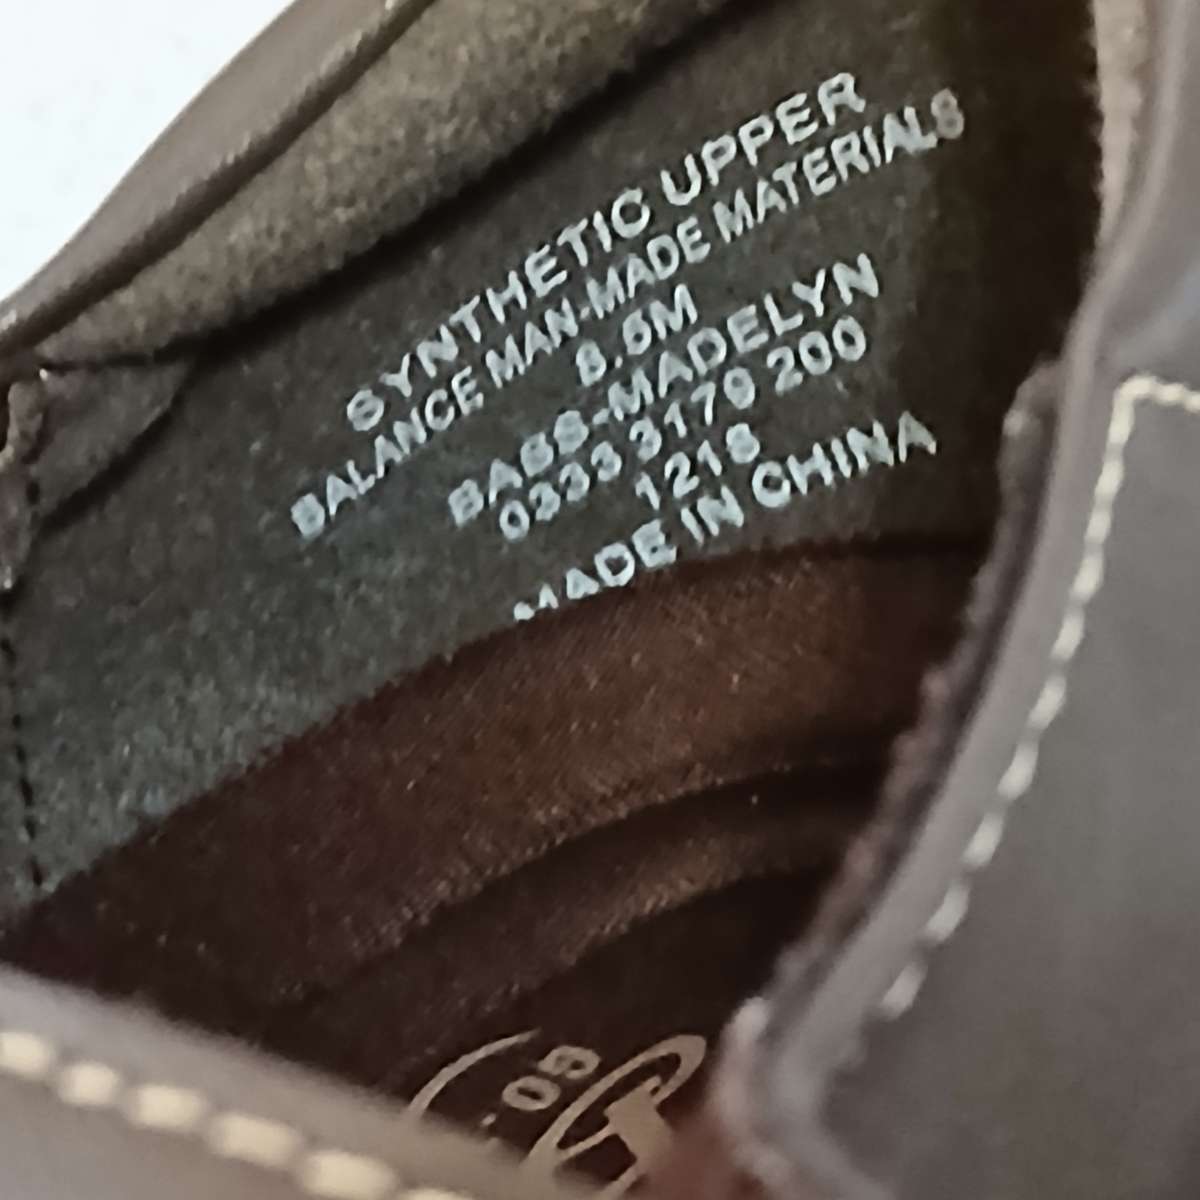 SYNTHETIC UPPER
BALANCE MAN-MADE MATERIALS
8.5M
BASS-MADELYN
0333 3179 200
1218
MADE IN CHINA